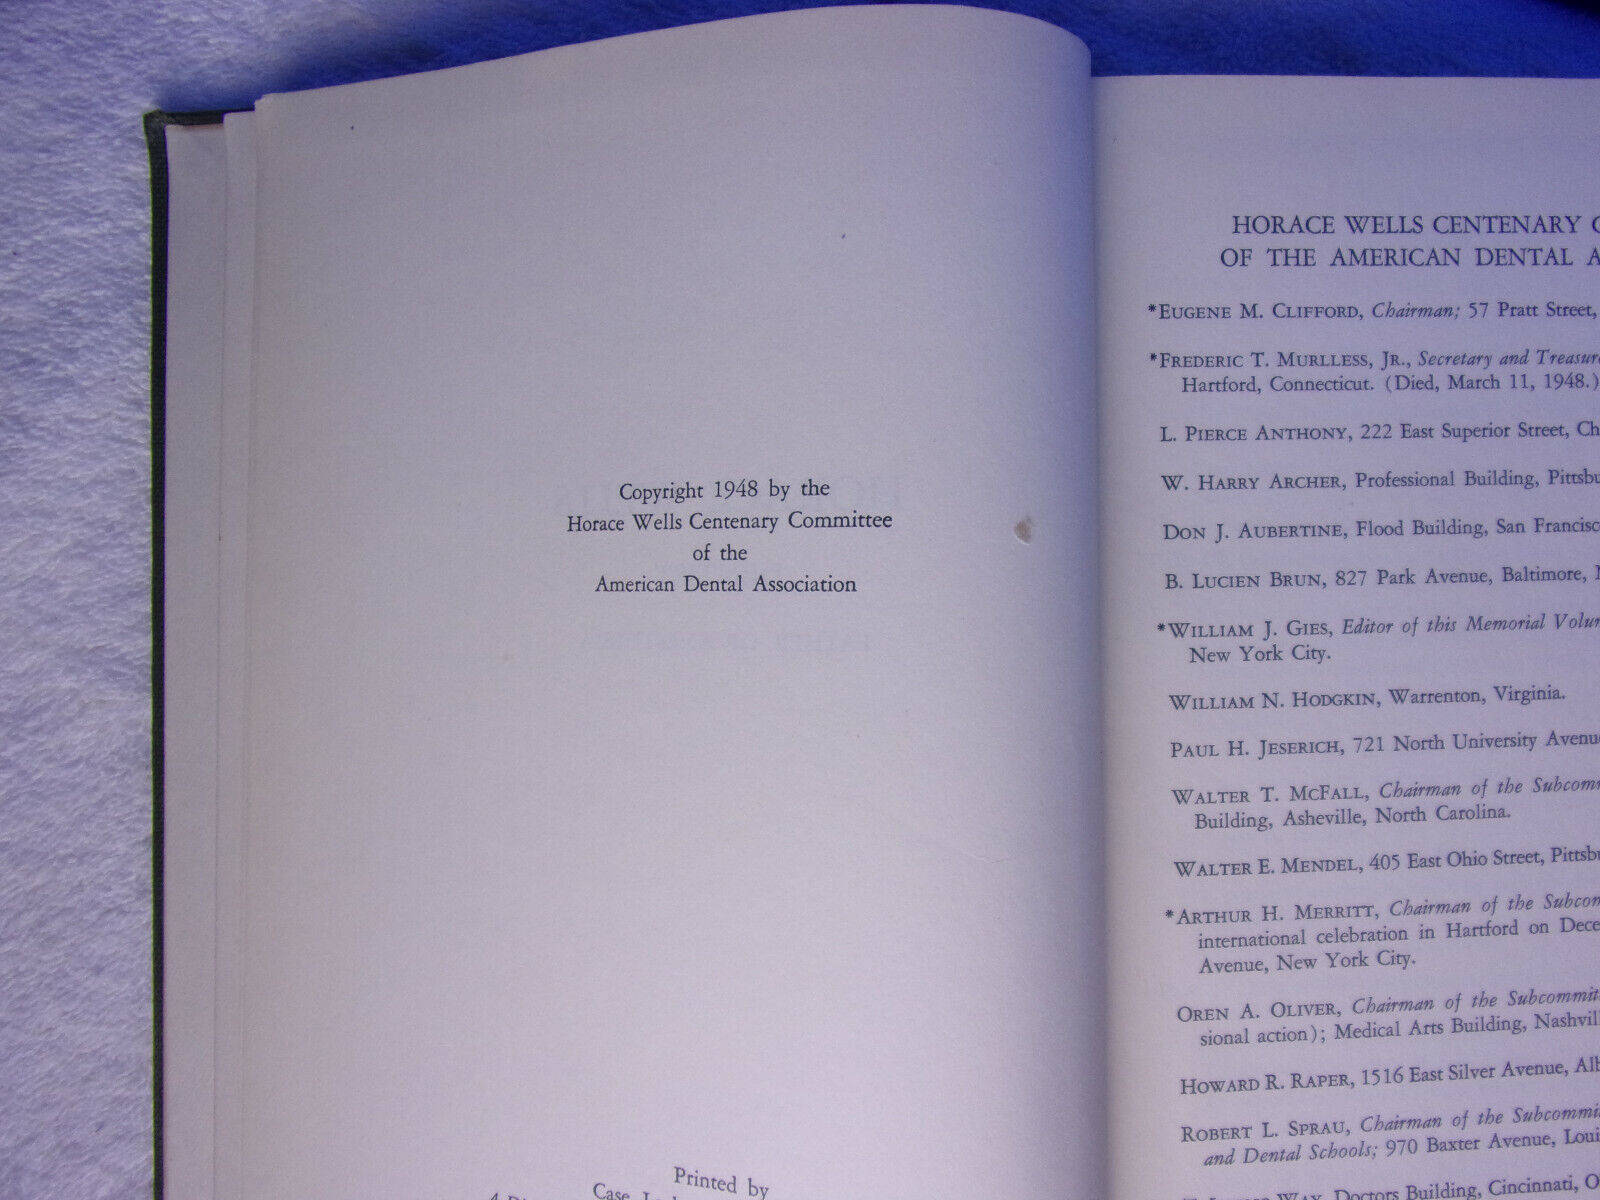 Copyright 1948 by the
Horace Wells Centenary Committee
of the
American Dental Association
Printed by
Case
HORACE WELLS CENTENARY
OF THE AMERICAN DENTAL
*EUGENE M. CLIFFORD, Chairman; 57 Pratt Street,
*FREDERIC T. MURLLESS, JR., Secretary and
Hartford, Connecticut. (Died, March 11, 1948.)
L. PIERCE ANTHONY, 222 East Superior Street,
W. HARRY ARCHER, Professional Building,
DON J. AUBERTINE, Flood Building, San
B. LUCIEN BRUN, 827 Park Avenue, Baltimore,
*WILLIAM J. GIES, Editor of this Memorial
New York City.
WILLIAM N. HODGKIN, Warrenton, Virginia.
PAUL H. JESERICH, 721 North University
WALTER T. MCFALL, Chairman of the
Building, Asheville, North Carolina.
WALTER E. MENDEL, 405 East Ohio Street,
*ARTHUR H. MERRITT, Chairman of the
international celebration in Hartford on
Avenue, New York City.
OREN A. OLIVER, Chairman of the
sional action); Medical Arts Building,
HOWARD R. RAPER, 1516 East Silver Avenue,
ROBERT L. SPRAU, Chairman of the
and Dental Schools; 970 Baxter Avenue,
WAY, Doctors Building, Cincinnati,